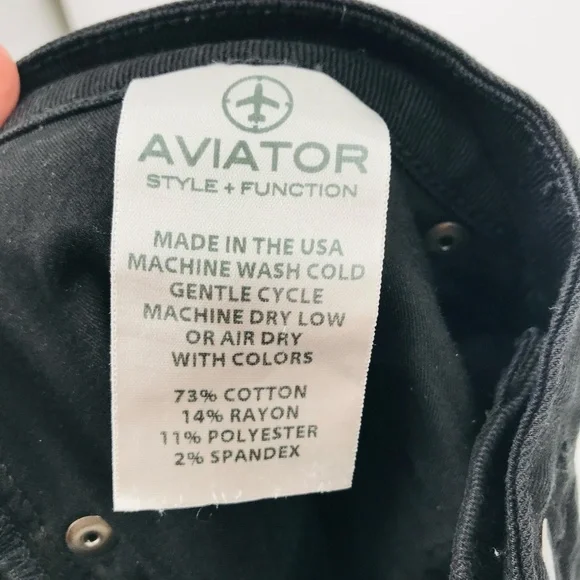 AVIATOR
STYLE + FUNCTION
MADE IN THE USA
MACHINE WASH COLD
GENTLE CYCLE
MACHINE DRY LOW
OR AIR DRY
WITH COLORS
73% COTTON
14% RAYON
11% POLYESTER
2% SPANDEX